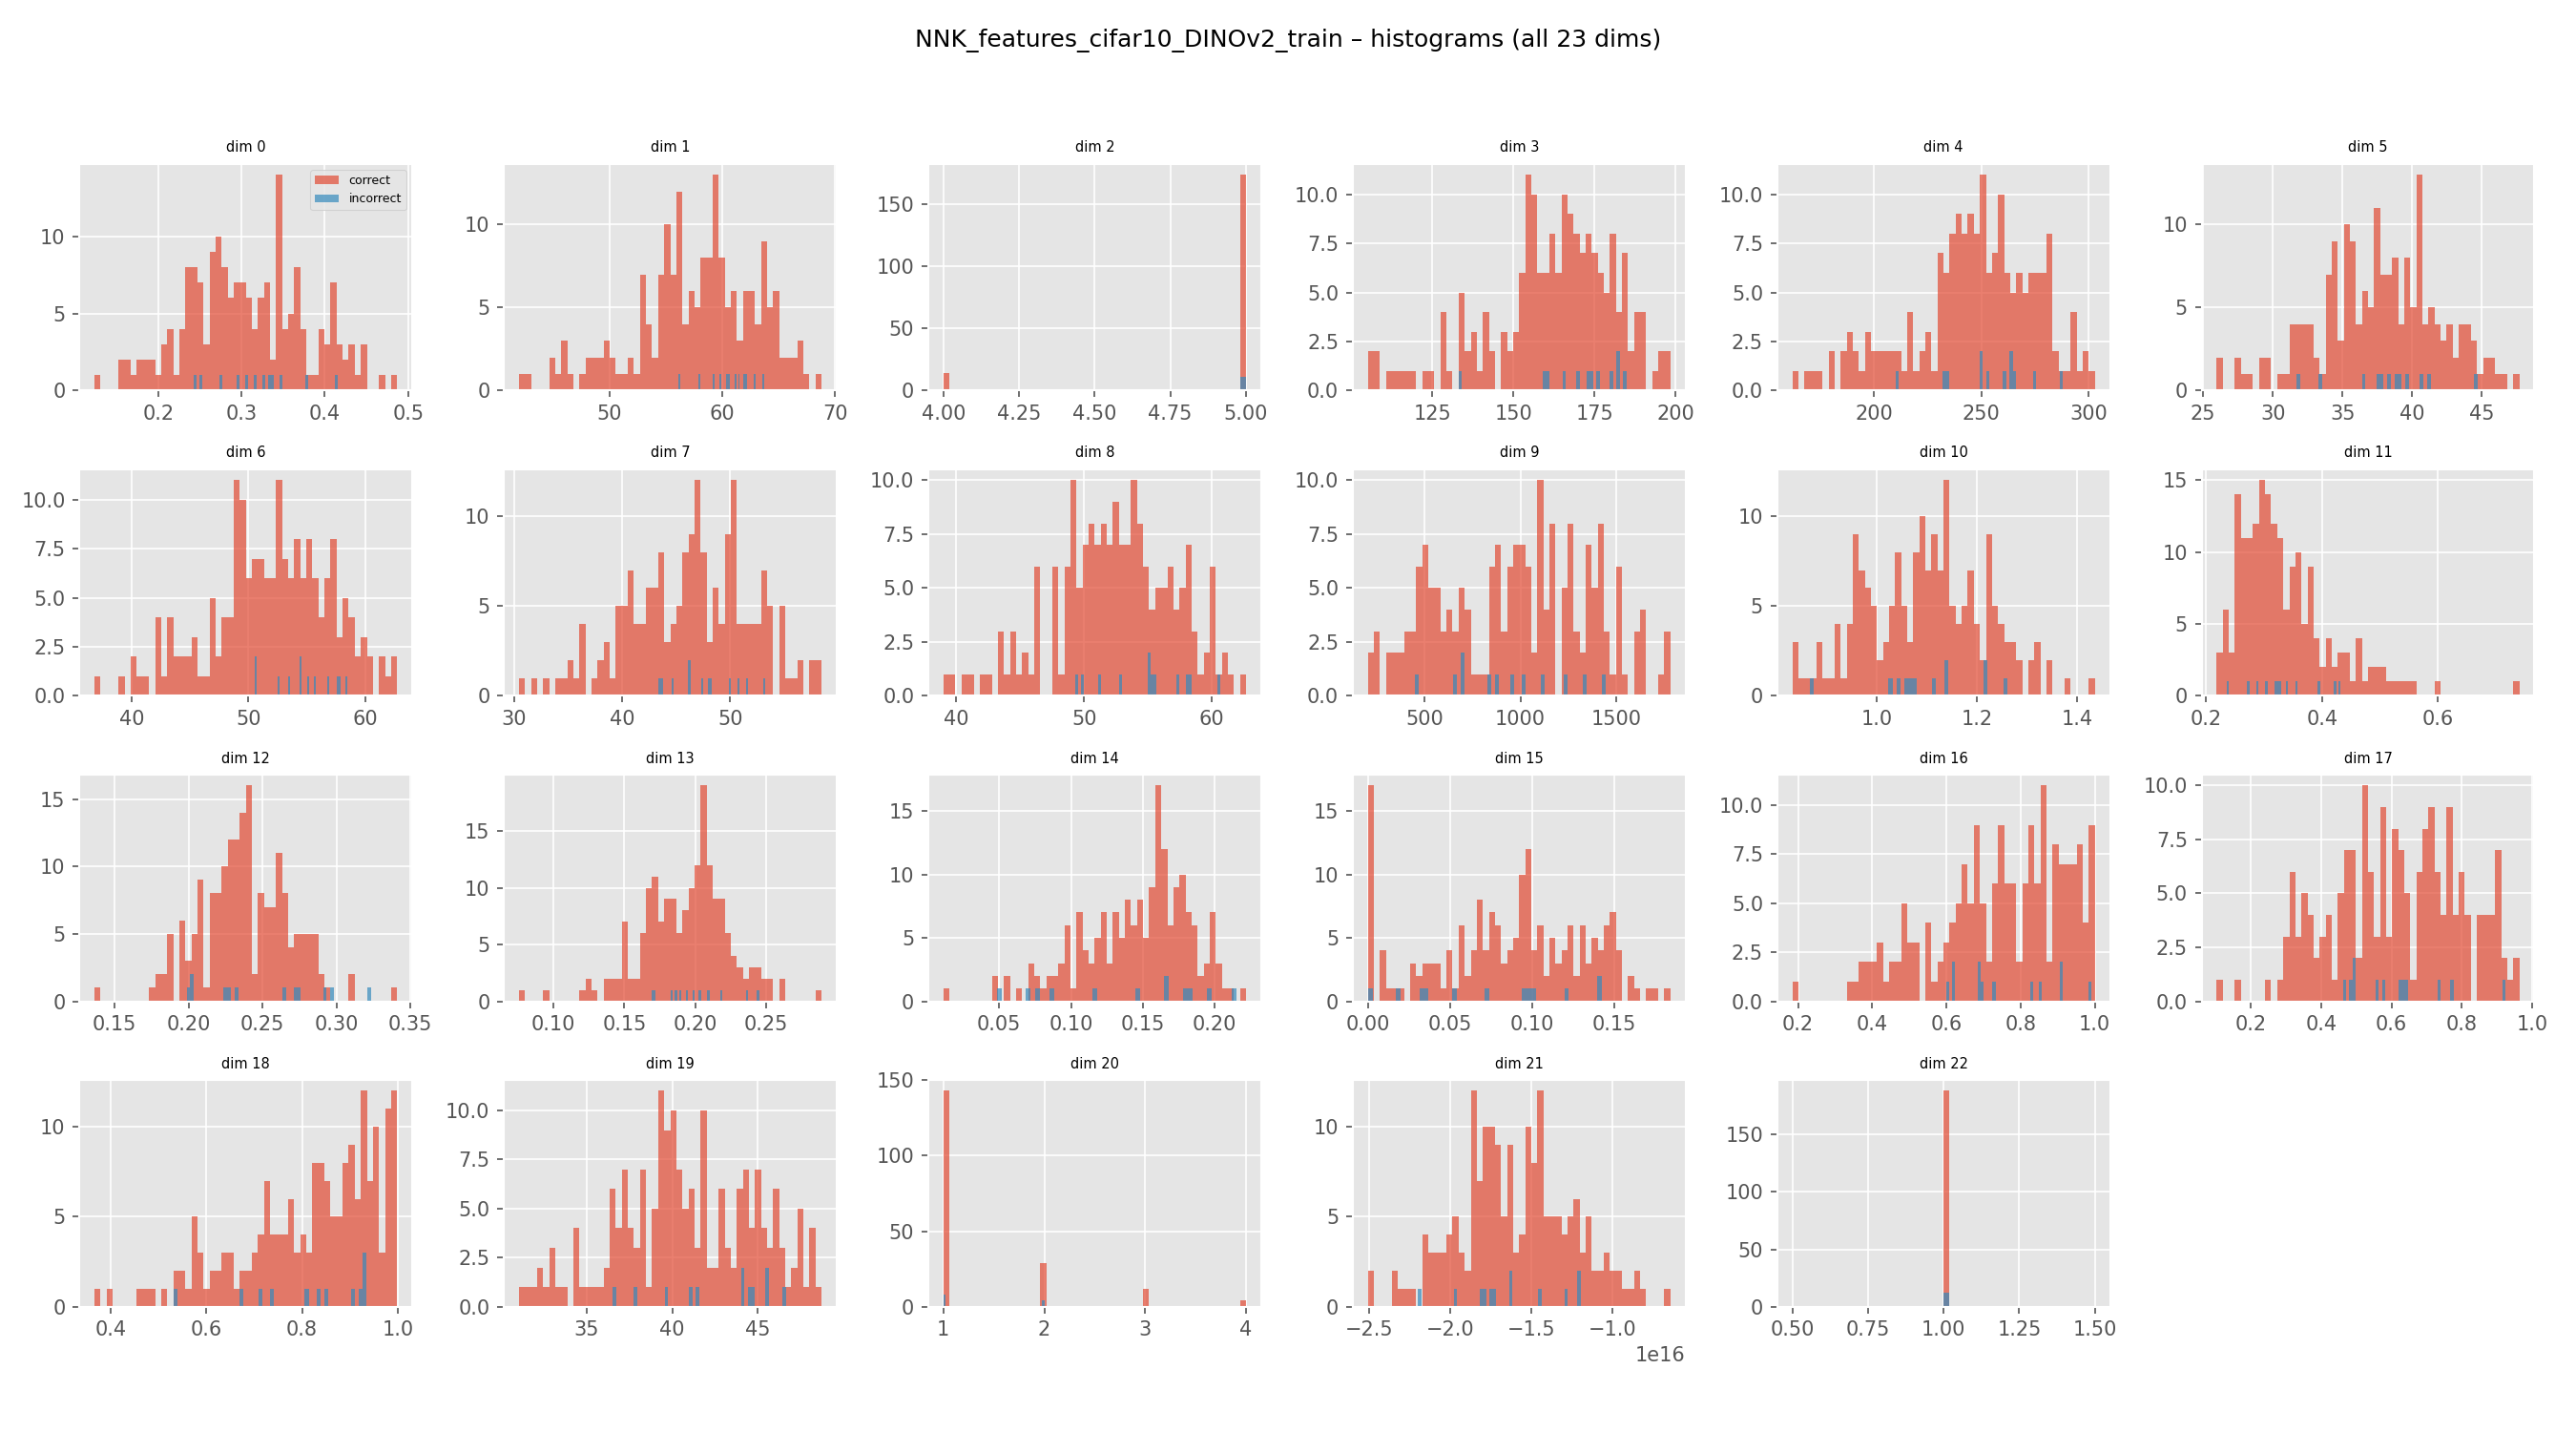 NNK_features_cifar10_DINOv2_train – histograms (all 23 dims)
dim 0
correct
incorrect
10
5
0
0.2 0.3 0.4 0.5
dim 1
10
5
0
50 60 70
dim 2
150
100
50
0
4.00 4.25 4.50 4.75 5.00
dim 3
10.0
7.5
5.0
2.5
0.0
125 150 175 200
dim 4
10.0
7.5
5.0
2.5
0.0
200 250 300
dim 5
10
5
0
25 30 35 40 45
dim 6
10.0
7.5
5.0
2.5
0.0
40 50 60
dim 7
10
5
0
30 40 50
dim 8
10.0
7.5
5.0
2.5
0.0
40 50 60
dim 9
10.0
7.5
5.0
2.5
0.0
500 1000 1500
dim 10
10
5
0
1.0 1.2 1.4
dim 11
15
10
5
0
0.2 0.4 0.6
dim 12
15
10
5
0
0.15 0.20 0.25 0.30 0.35
dim 13
15
10
5
0
0.10 0.15 0.20 0.25
dim 14
15
10
5
0
0.05 0.10 0.15 0.20
dim 15
15
10
5
0
0.00 0.05 0.10 0.15
dim 16
10.0
7.5
5.0
2.5
0.0
0.2 0.4 0.6 0.8 1.0
dim 17
10.0
7.5
5.0
2.5
0.0
0.2 0.4 0.6 0.8 1.0
dim 18
10
5
0
0.4 0.6 0.8 1.0
dim 19
10.0
7.5
5.0
2.5
0.0
35 40 45
dim 20
150
100
50
0
1 2 3 4
dim 21
10
5
0
−2.5 −2.0 −1.5 −1.0
1e16
dim 22
150
100
50
0
0.50 0.75 1.00 1.25 1.50